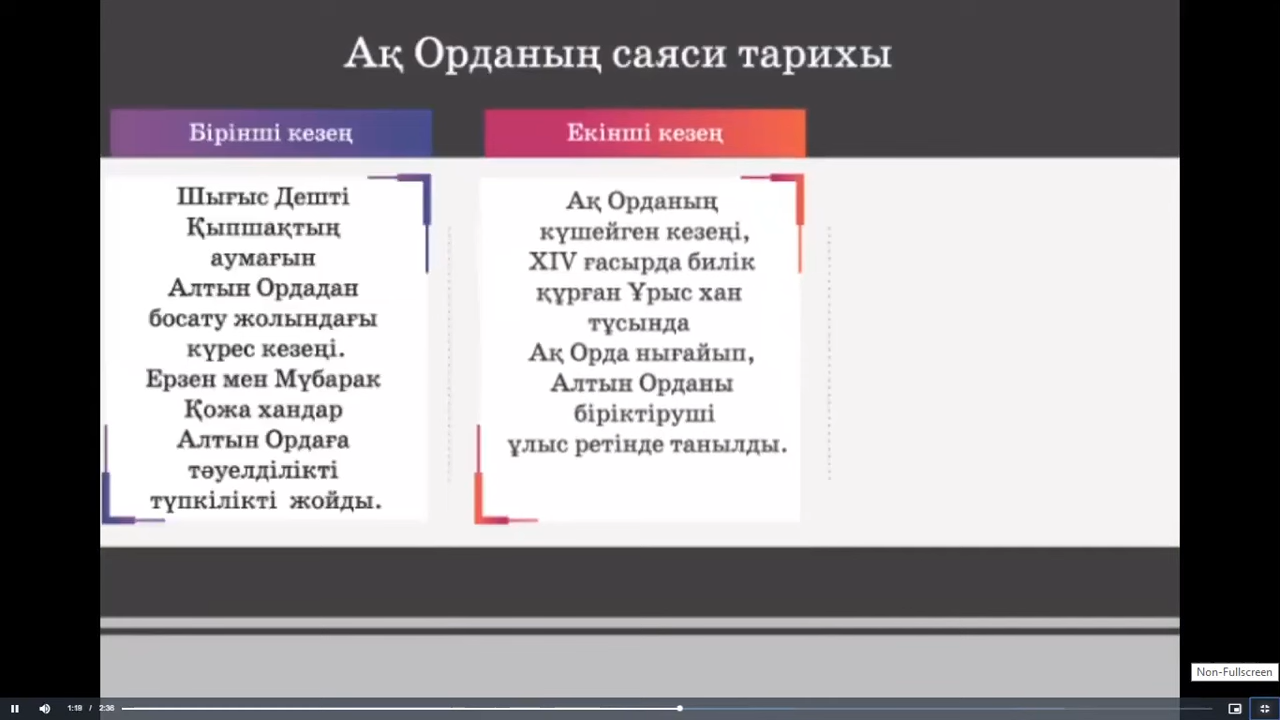 Ақ Орданың саяси тарихы
Бірінші кезең
Шығыс Дешті
Қыпшақтың
аумағын
Алтын Ордадан
босату жолындағы
күрес кезеңі.
Ерзен мен Мүбарак
Қожа хандар
Алтын Ордаға
тәуелділікті
түпкілікті жойды.
Екінші кезең
Ақ Орданың
күшейген кезеңі,
XIV ғасырда билік
құрған Ұрыс хан
тұсында
Ақ Орда нығайып,
Алтын Орданы
біріктіруші
ұлыс ретінде танылды.
Non-Fullscreen
1:19 / 2:36